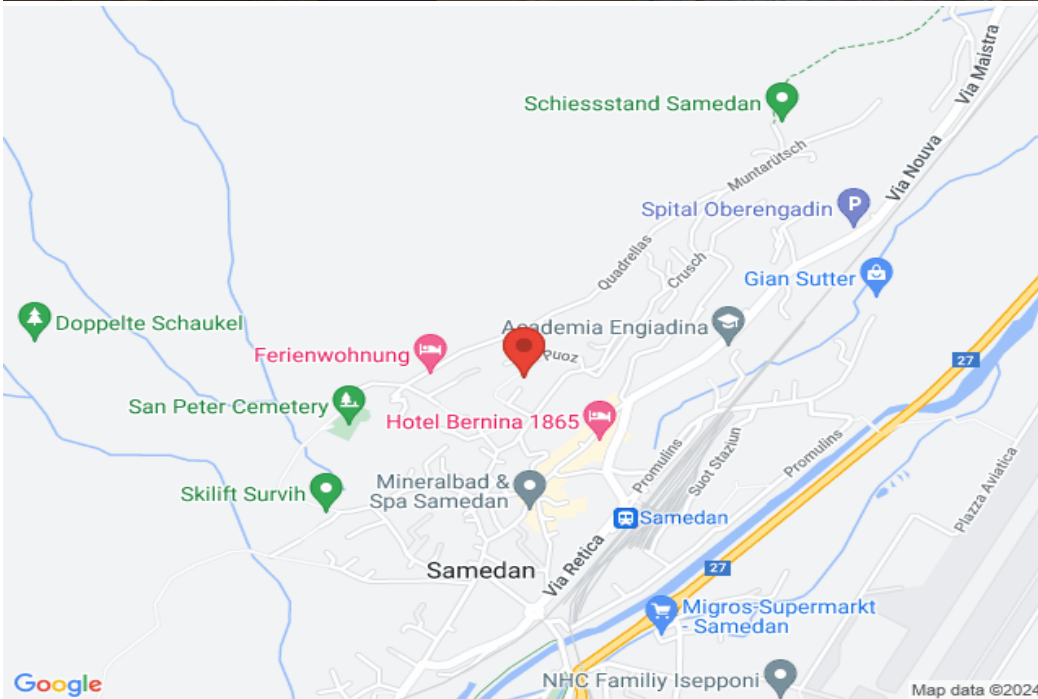 Via Maistra
Schiessstand Samedan
Muntarütsch
Via Nouva
Spital Oberengadin
P
Quadrellas
Crusch
Gian Sutter
Doppelte Schaukel
Academia Engiadina
Ferienwohnung
Puoz
27
San Peter Cemetery
Hotel Bernina 1865
Promulins
Suot Staziun
Promulins
Plazza Aviatica
Mineralbad &
Spa Samedan
Skilift Survih
Samedan
Samedan
Via Retica
27
Migros-Supermarkt
- Samedan
NHC Familiy Isepponi
Google
Map data ©2024